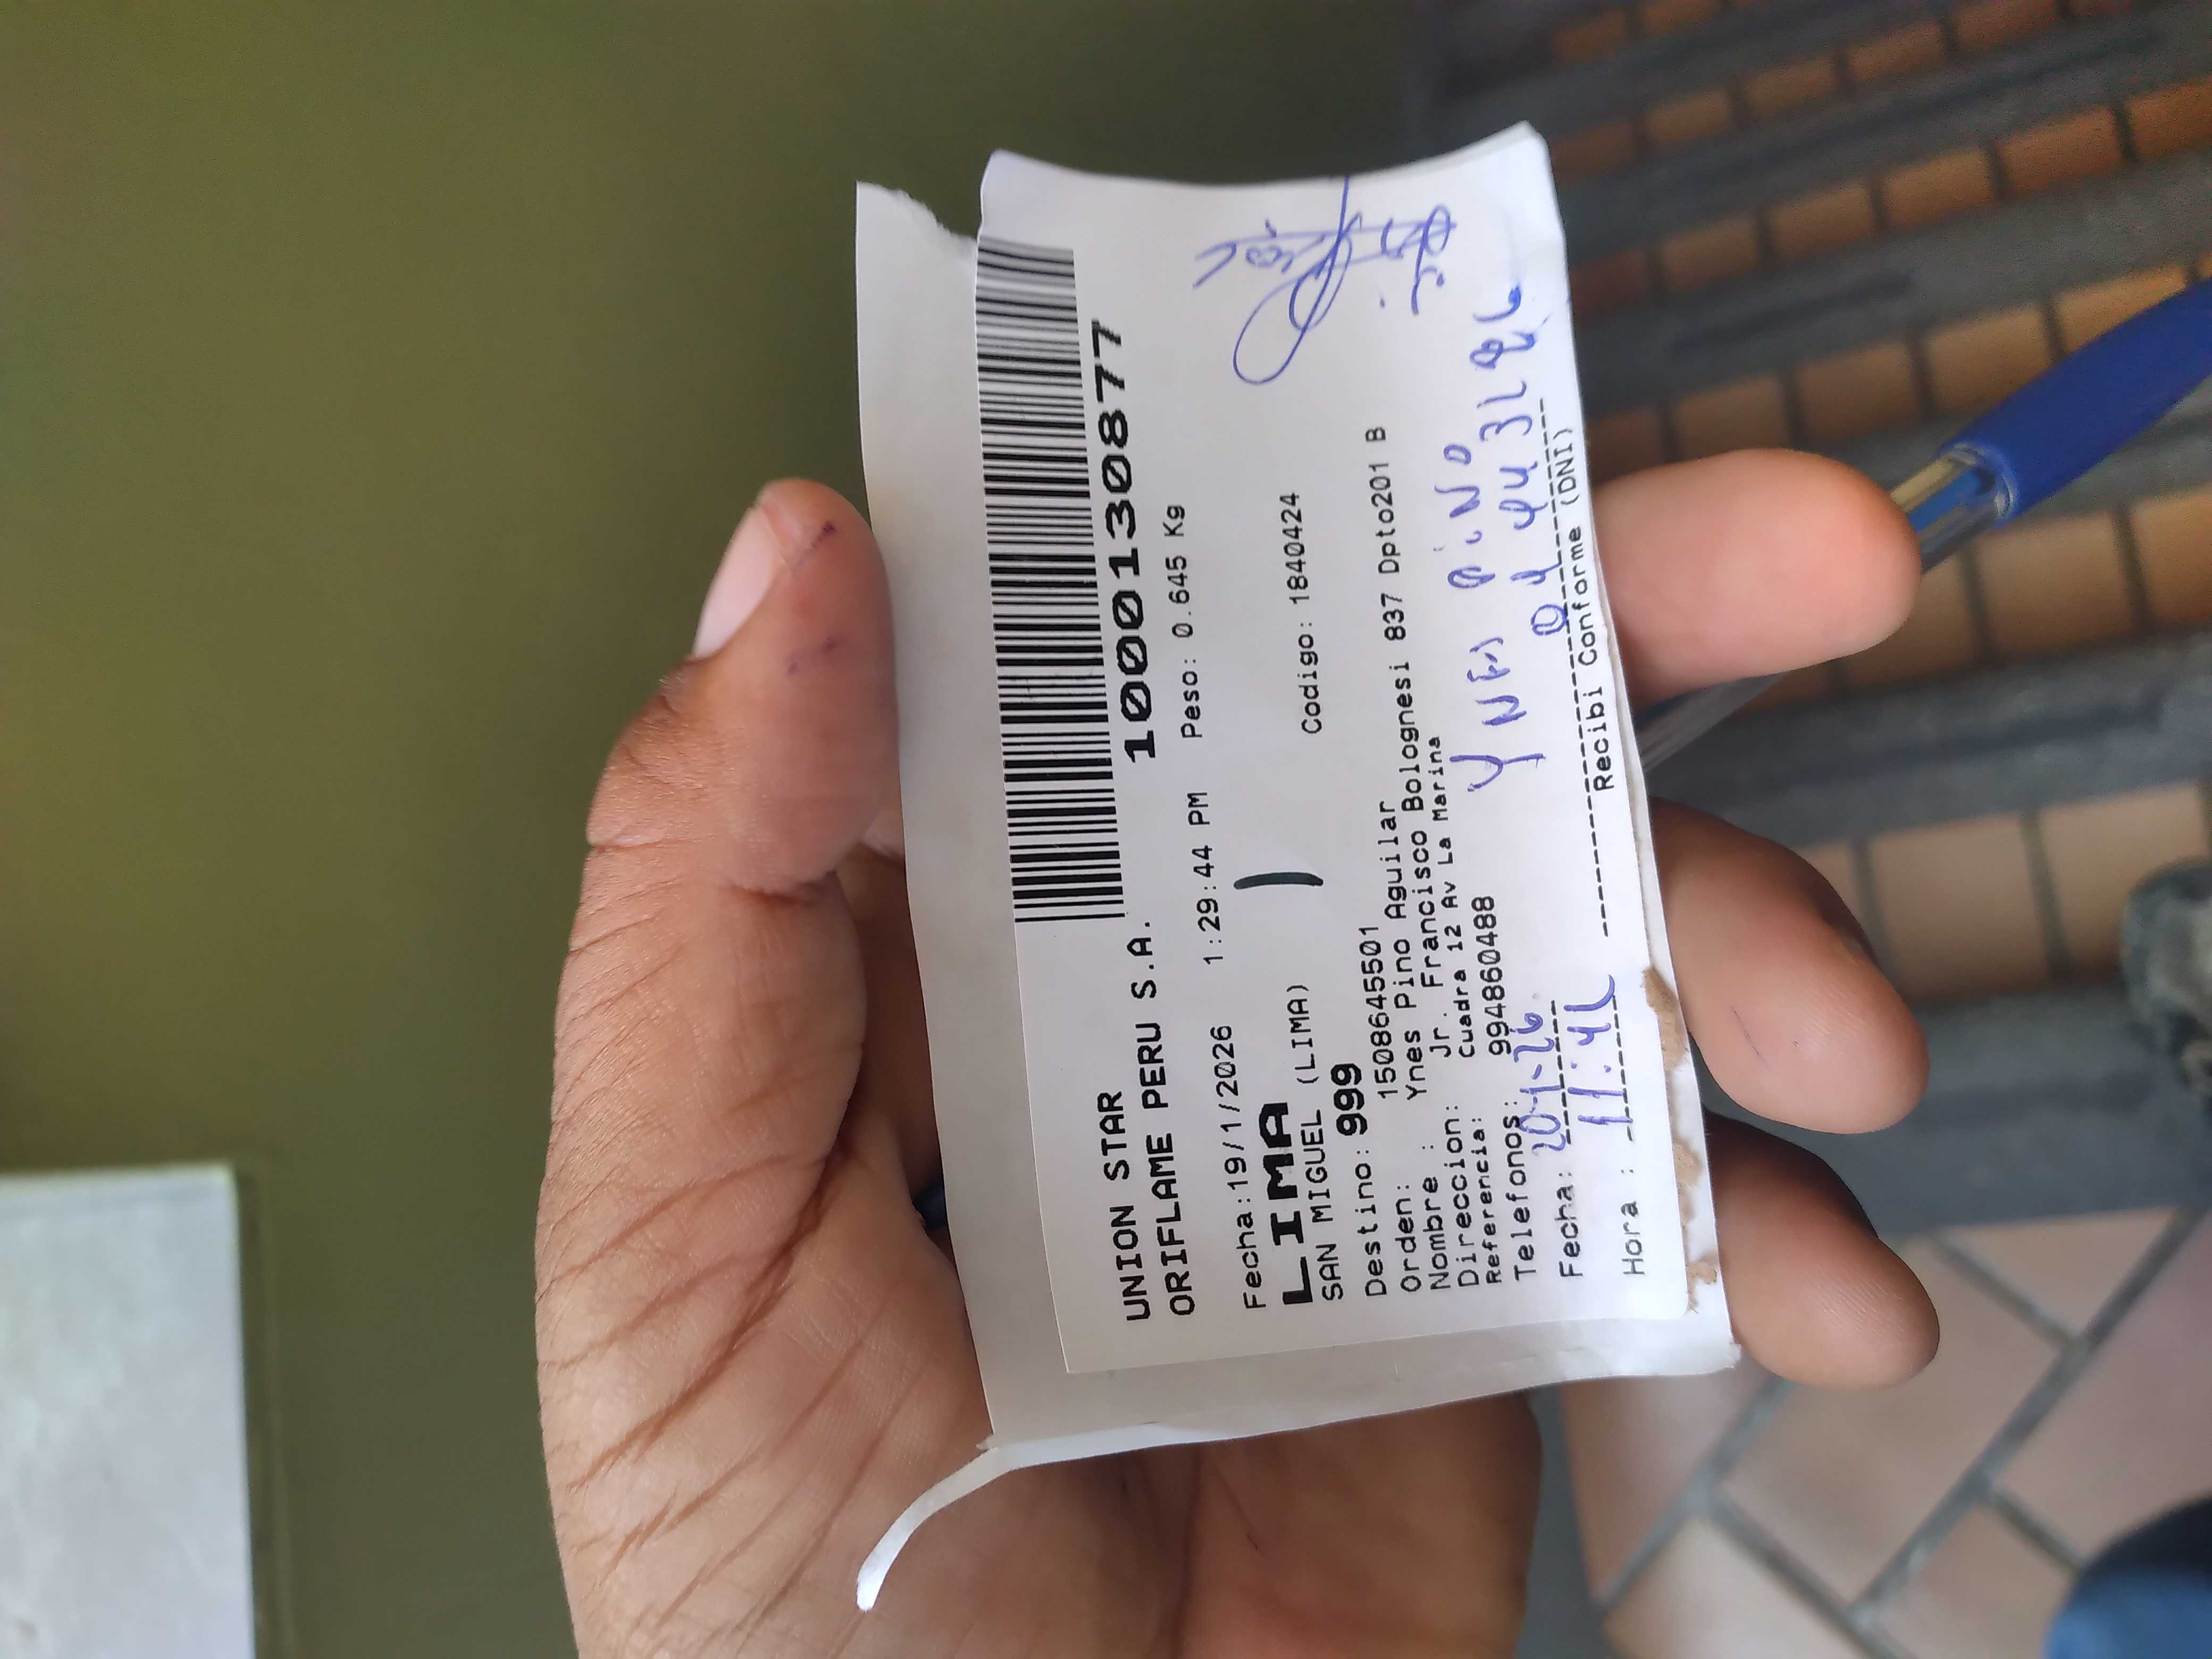 UNION STAR
ORIFLAME PERU S.A. 1000130877
Fecha:19/1/2026 1:29:44 PM Peso: 0.645 Kg
LIMA
SAN MIGUEL (LIMA)
Destino: 999 Codigo: 1840424
Orden: 1508645501
Nombre : Ynes Pino Aguilar
Direccion: Jr. Francisco Bolognesi 837 Dpto201 B
Referencia: Cuadra 12 Av La Marina
Telefonos: 994860488
YNES PINO
Fecha: 20-1-26
Hora : 11:42
Recibi Conforme (DNI)